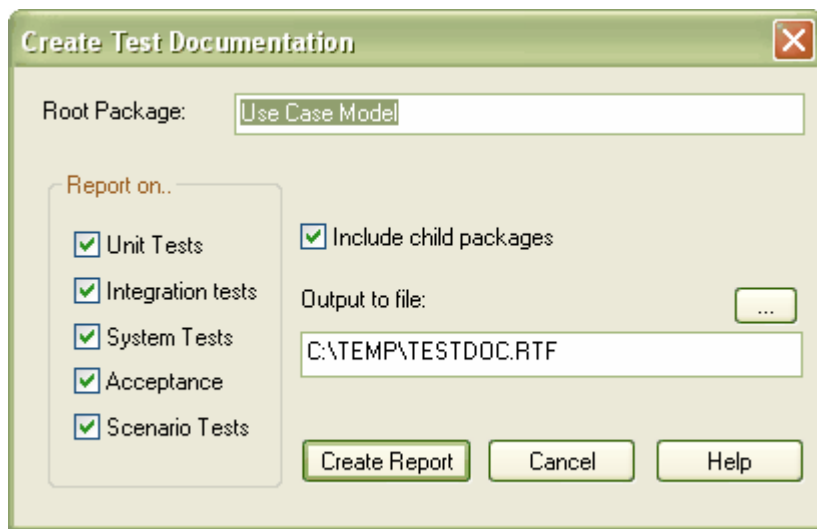 Create Test Documentation
Root Package:
Use Case Model
Report on..
Unit Tests
Integration tests
System Tests
Acceptance
Scenario Tests
Include child packages
Output to file:
...
C:\TEMP\TESTDOC.RTF
Create Report
Cancel
Help